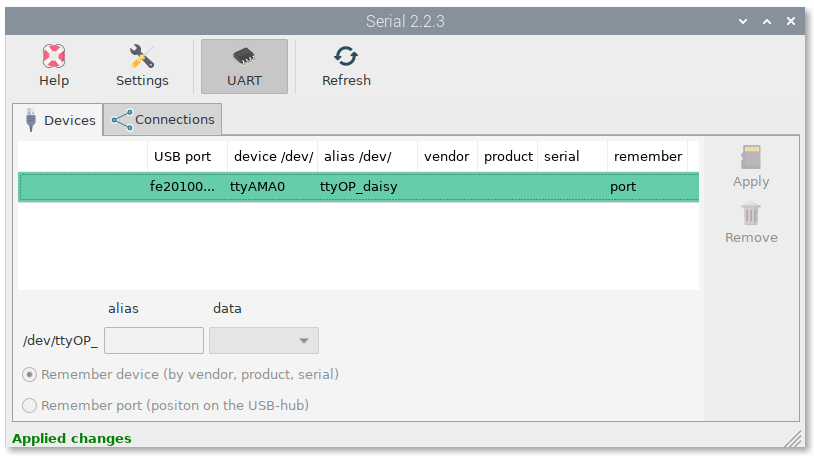 Serial 2.2.3
Help Settings UART Refresh
Devices Connections
USB port device /dev/ alias /dev/ vendor product serial remember
fe20100... ttyAMA0 ttyOP_daisy port
Apply
Remove
alias data
/dev/ttyOP_
Remember device (by vendor, product, serial)
Remember port (positon on the USB-hub)
Applied changes